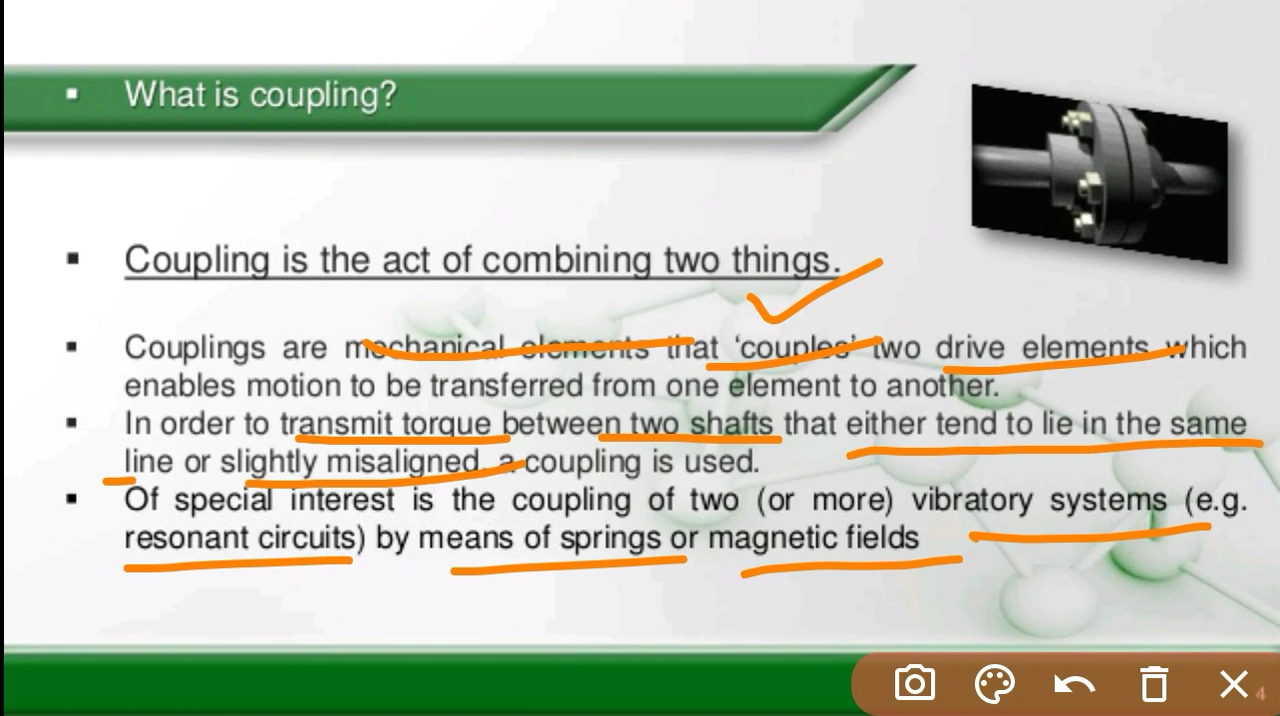 What is coupling?
Coupling is the act of combining two things.
Couplings are mechanical elements that ‘couples’ two drive elements which
enables motion to be transferred from one element to another.
In order to transmit torque between two shafts that either tend to lie in the same
line or slightly misaligned, a coupling is used.
Of special interest is the coupling of two (or more) vibratory systems (e.g.
resonant circuits) by means of springs or magnetic fields
4